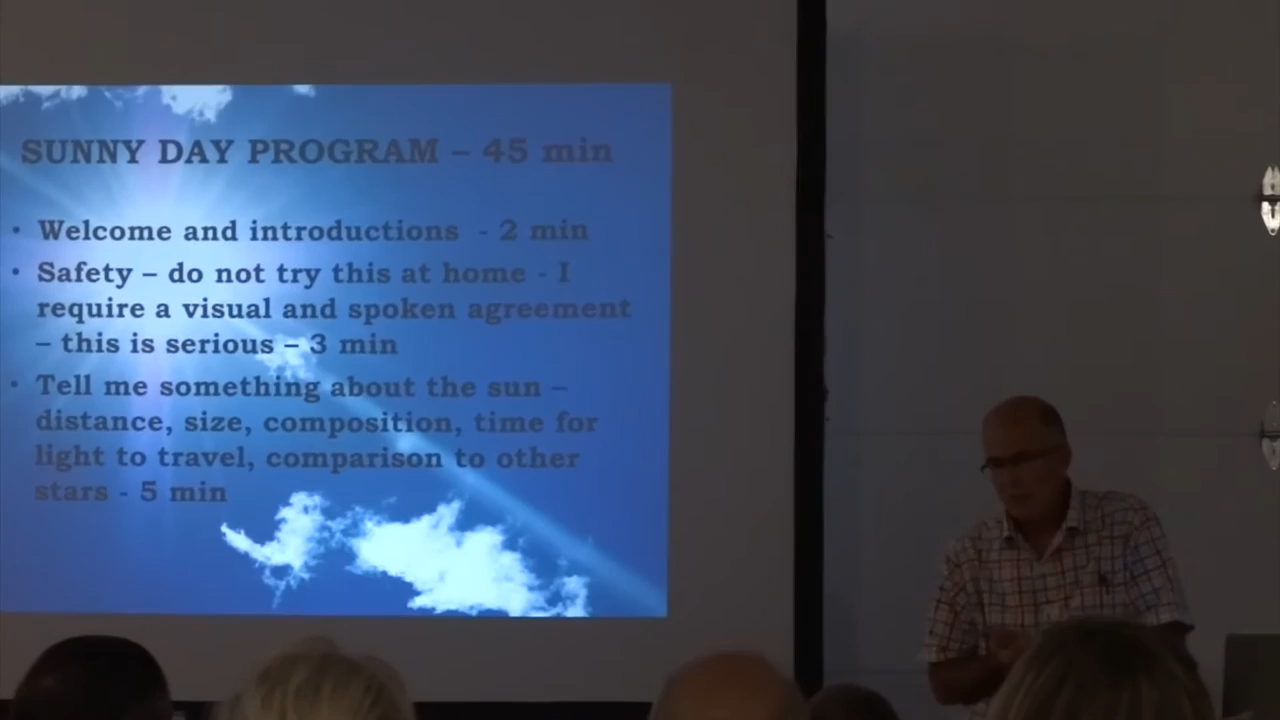 SUNNY DAY PROGRAM – 45 min
• Welcome and introductions - 2 min
• Safety – do not try this at home - I
require a visual and spoken agreement
– this is serious – 3 min
• Tell me something about the sun –
distance, size, composition, time for
light to travel, comparison to other
stars - 5 min